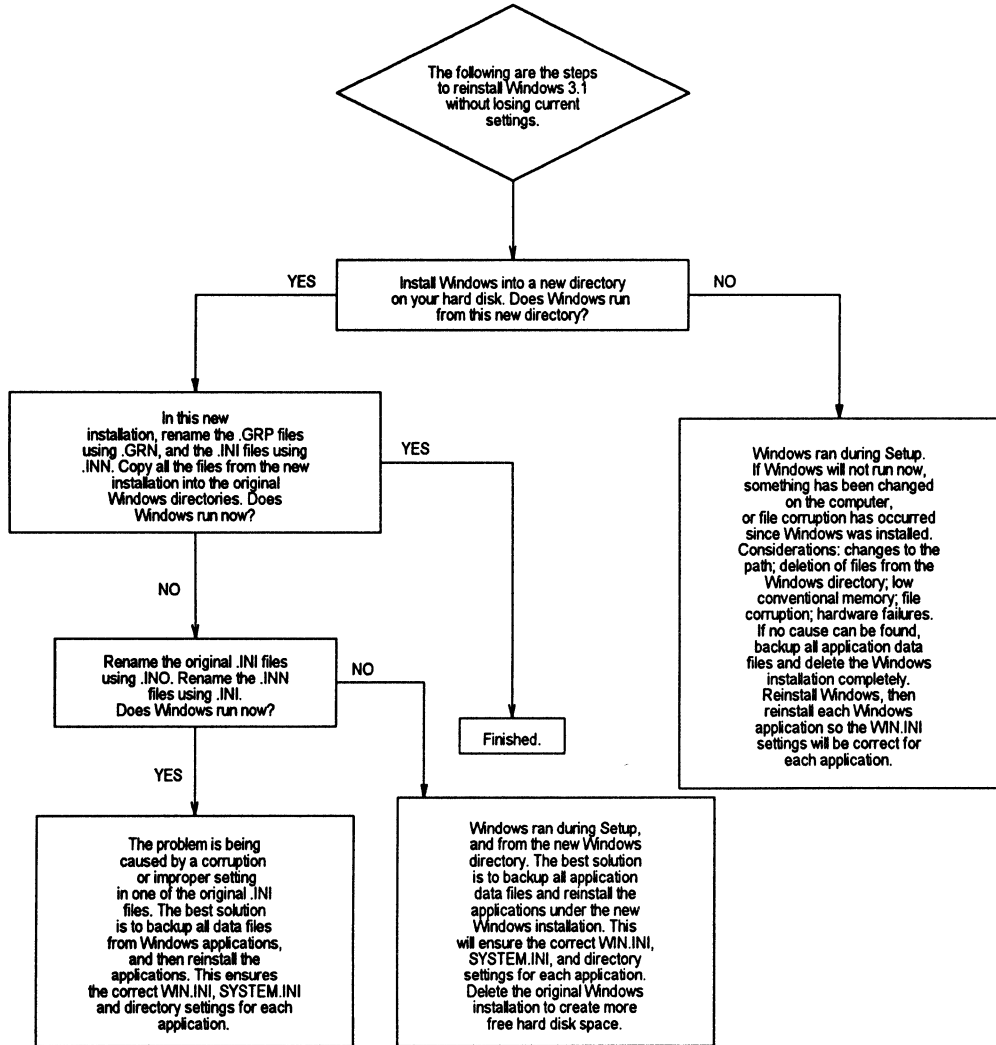 The following are the steps
to reinstall Windows 3.1
without losing current
settings.
YES
Install Windows into a new directory
on your hard disk. Does Windows run
from this new directory?
NO
In this new
installation, rename the .GRP files
using .GRN, and the .INI files using
.INN. Copy all the files from the new
installation into the original
Windows directories. Does
Windows run now?
YES
Windows ran during Setup.
If Windows will not run now,
something has been changed
on the computer,
or file corruption has occurred
since Windows was installed.
Considerations: changes to the
path; deletion of files from the
Windows directory; low
conventional memory; file
corruption; hardware failures.
If no cause can be found,
backup all application data
files and delete the Windows
installation completely.
Reinstall Windows, then
reinstall each Windows
application so the WIN.INI
settings will be correct for
each application.
NO
Rename the original .INI files
using .INO. Rename the .INN
files using .INI.
Does Windows run now?
NO
Finished.
YES
The problem is being
caused by a corruption
or improper setting
in one of the original .INI
files. The best solution
is to backup all data files
from Windows applications,
and then reinstall the
applications. This ensures
the correct WIN.INI, SYSTEM.INI
and directory settings for each
application.
Windows ran during Setup,
and from the new Windows
directory. The best solution
is to backup all application
data files and reinstall the
applications under the new
Windows installation. This
will ensure the correct WIN.INI,
SYSTEM.INI, and directory
settings for each application.
Delete the original Windows
installation to create more
free hard disk space.